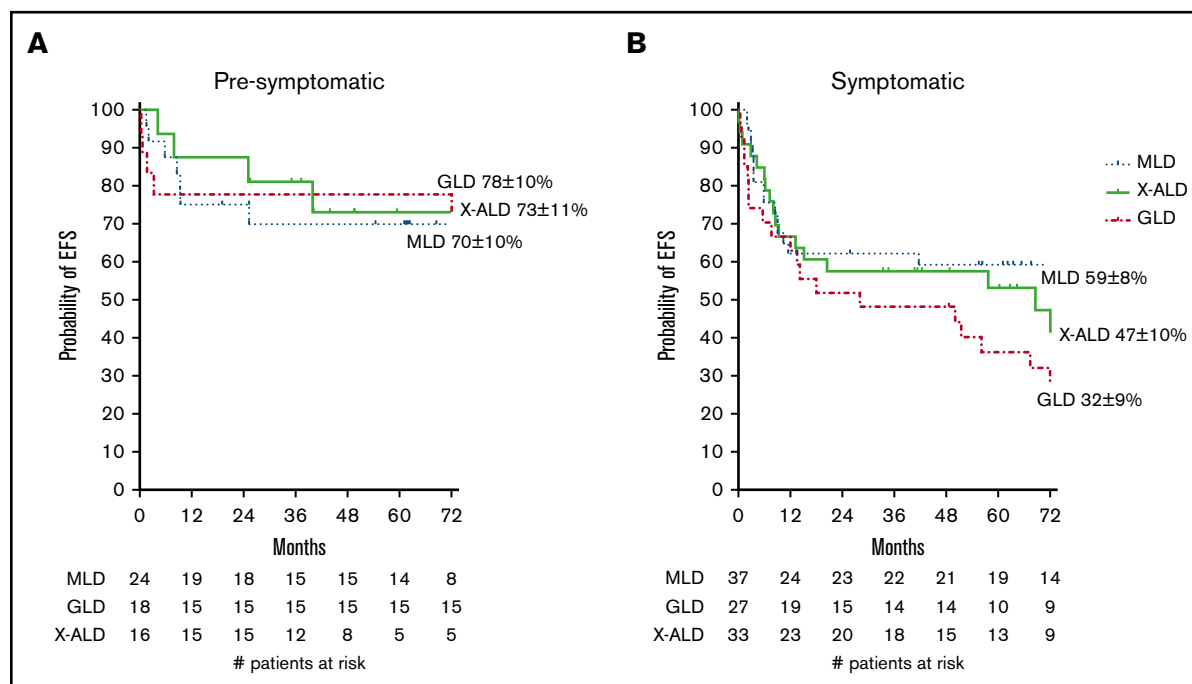 A
Pre-symptomatic
Probability of EFS
100
90
80
70
60
50
40
30
20
10
0
GLD 78±10%
X-ALD 73±11%
MLD 70±10%
0 12 24 36 48 60 72
Months
MLD 24 19 18 15 15 14 8
GLD 18 15 15 15 15 15 15
X-ALD 16 15 15 12 8 5 5
# patients at risk
B
Symptomatic
Probability of EFS
100
90
80
70
60
50
40
30
20
10
0
MLD
X-ALD
GLD
MLD 59±8%
X-ALD 47±10%
GLD 32±9%
0 12 24 36 48 60 72
Months
MLD 37 24 23 22 21 19 14
GLD 27 19 15 14 14 10 9
X-ALD 33 23 20 18 15 13 9
# patients at risk